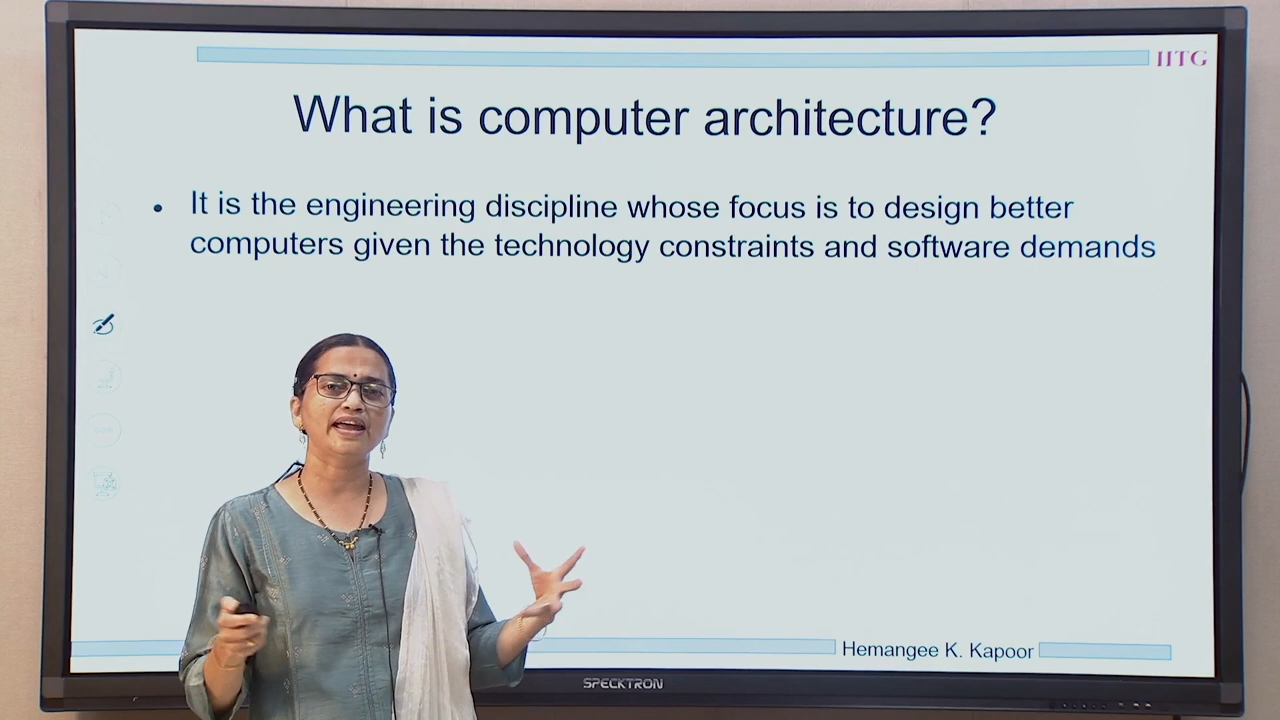 IITG
What is computer architecture?
• It is the engineering discipline whose focus is to design better
computers given the technology constraints and software demands
Hemangee K. Kapoor
SPECKTRON